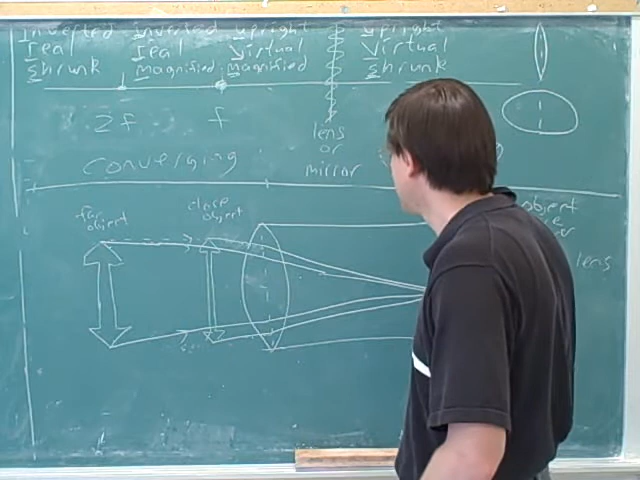 Inverted inverted upright upright
Real real Virtual Virtual
Shrunk magnified magnified Shrunk
2f f
lens
or
mirror
converging
far
object
close
object
object
lens